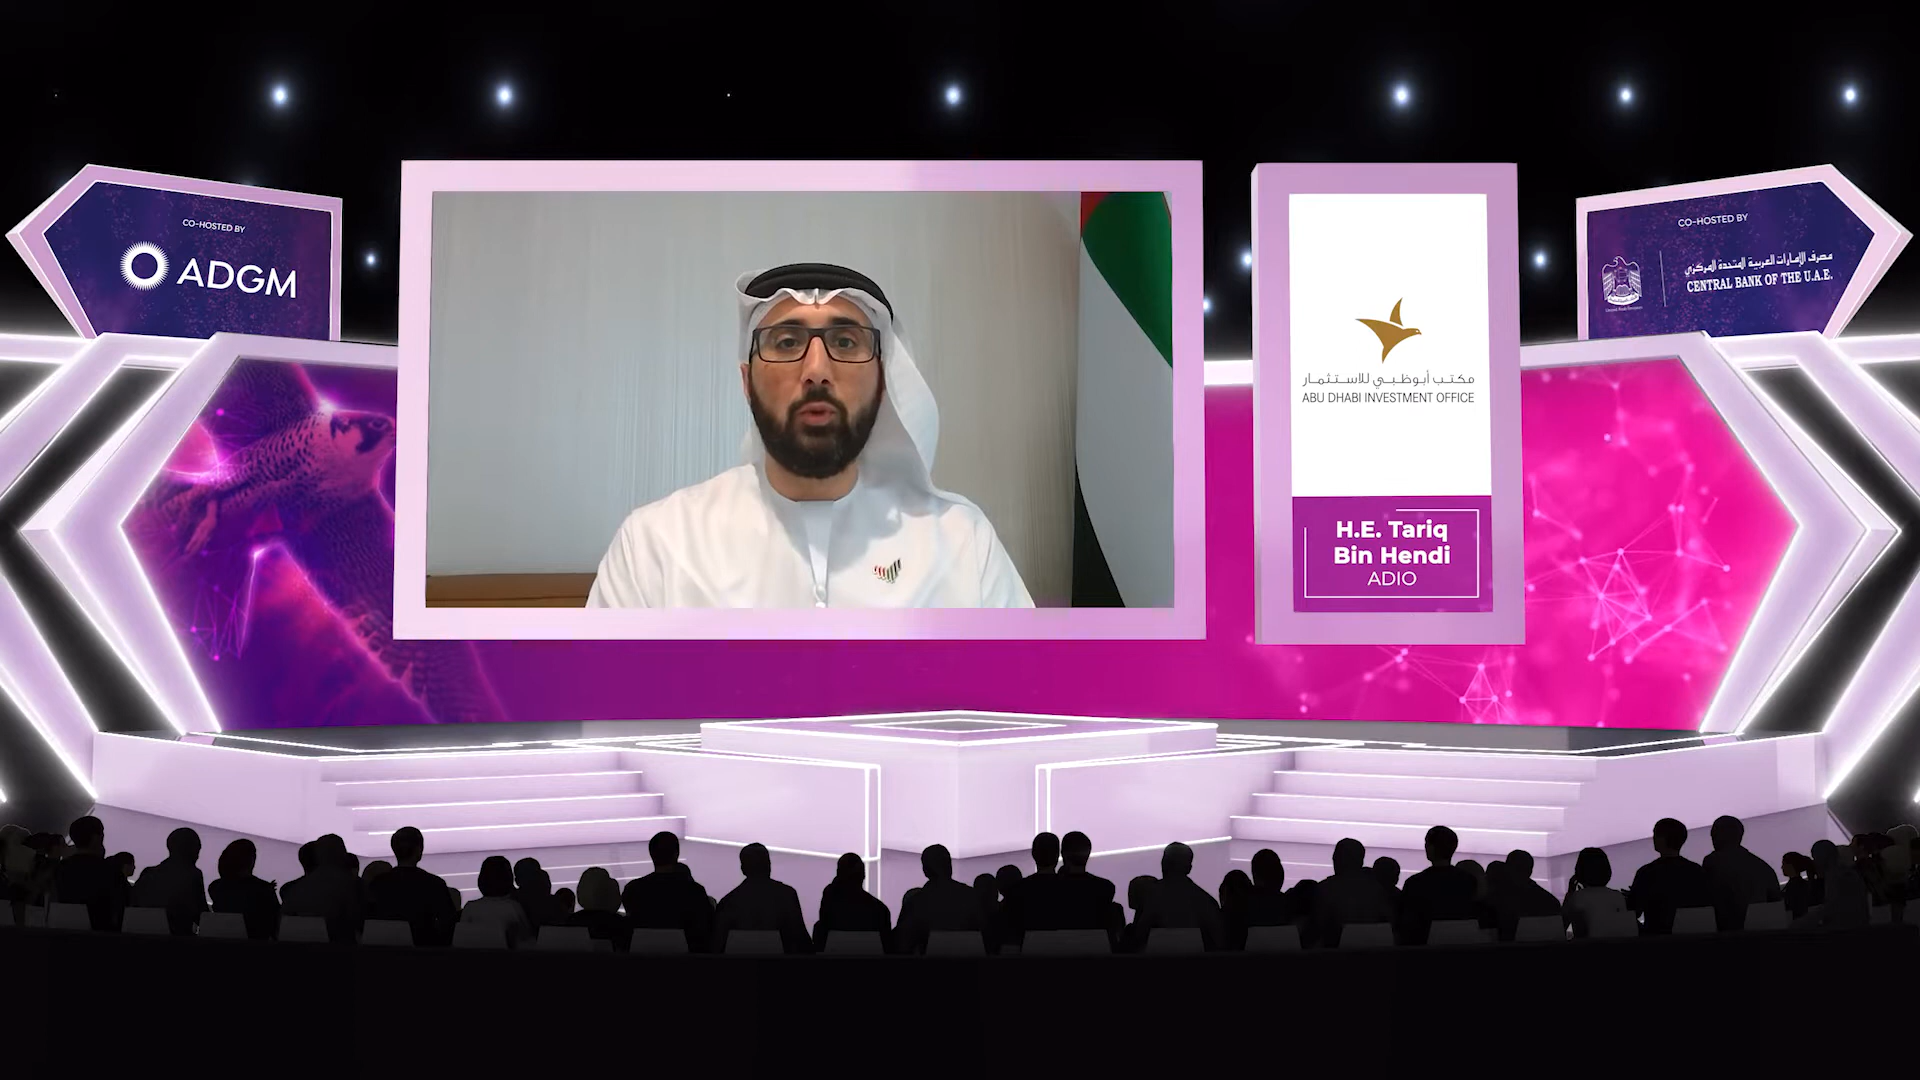 CO-HOSTED BY
ADGM
مكتب أبوظبي للاستثمار
ABU DHABI INVESTMENT OFFICE
H.E. Tariq
Bin Hendi
ADIO
CO-HOSTED BY
مصرف الإمارات العربية المتحدة المركزي
CENTRAL BANK OF THE U.A.E.